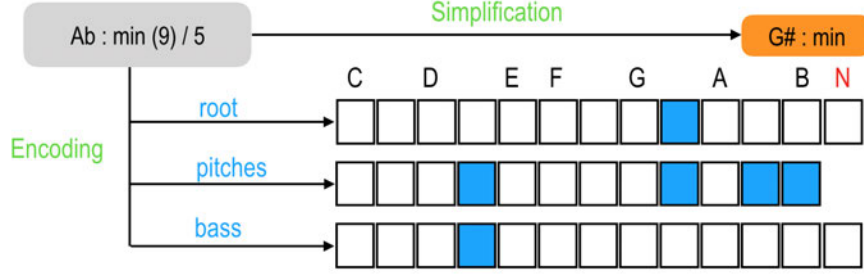 Simplification
Ab : min (9) / 5
G# : min
C D E F G A B N
root
Encoding
pitches
bass